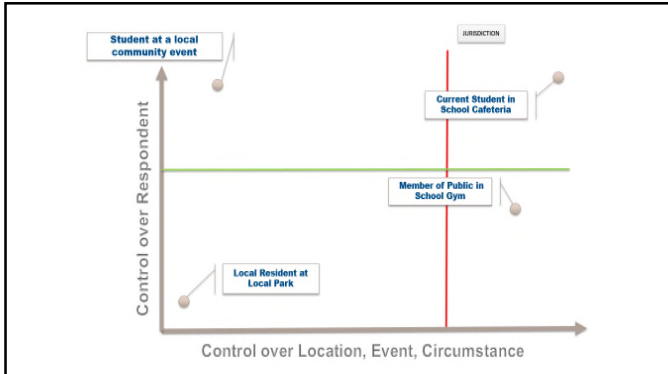 Student at a local
community event
JURISDICTION
Current Student in
School Cafeteria
Member of Public in
School Gym
Local Resident at
Local Park
Control over Respondent
Control over Location, Event, Circumstance